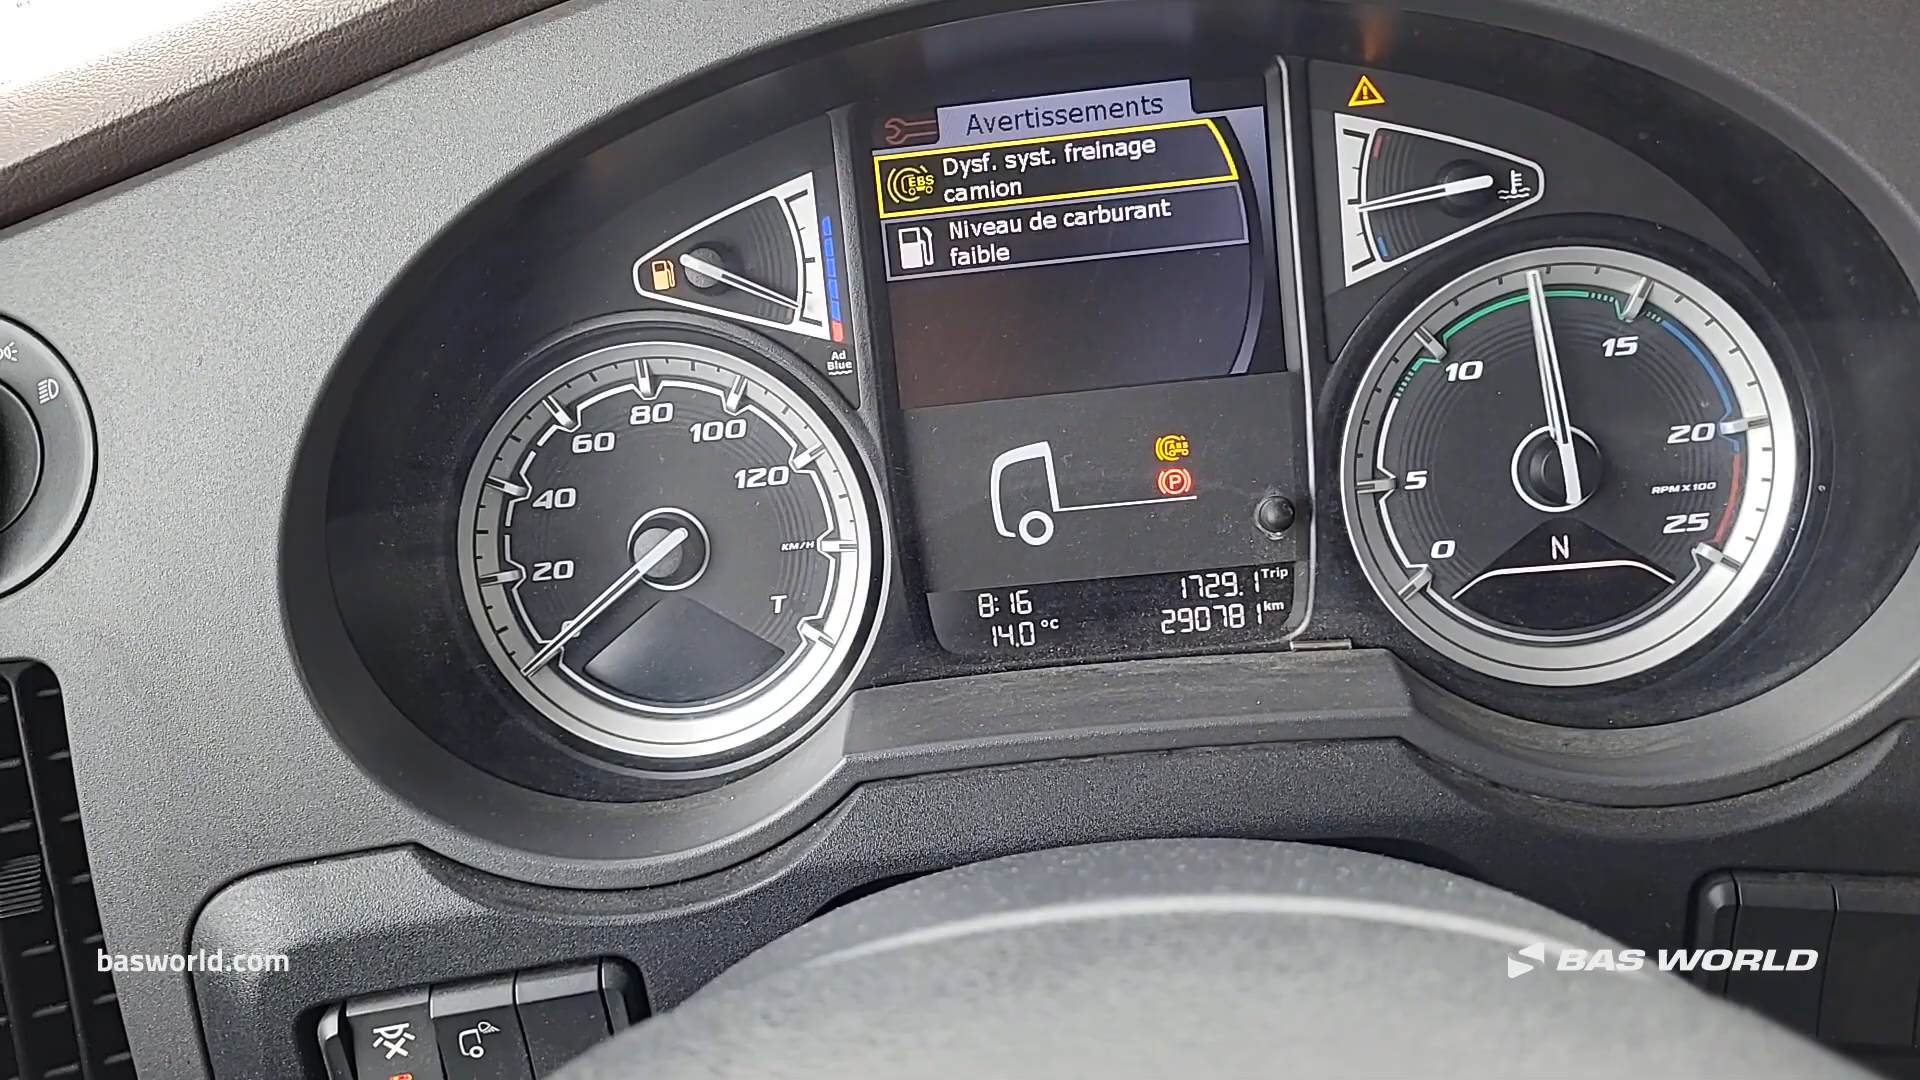 Avertissements
EBS
Dysf. syst. freinage
camion
Niveau de carburant
faible
Ad
Blue
0
20
40
60
80
100
120
KM/H
T
ABS
P
8:16
1729.1 Trip
14.0 °C
290781 km
0
5
10
15
20
25
RPM X 100
N
basworld.com
BAS WORLD